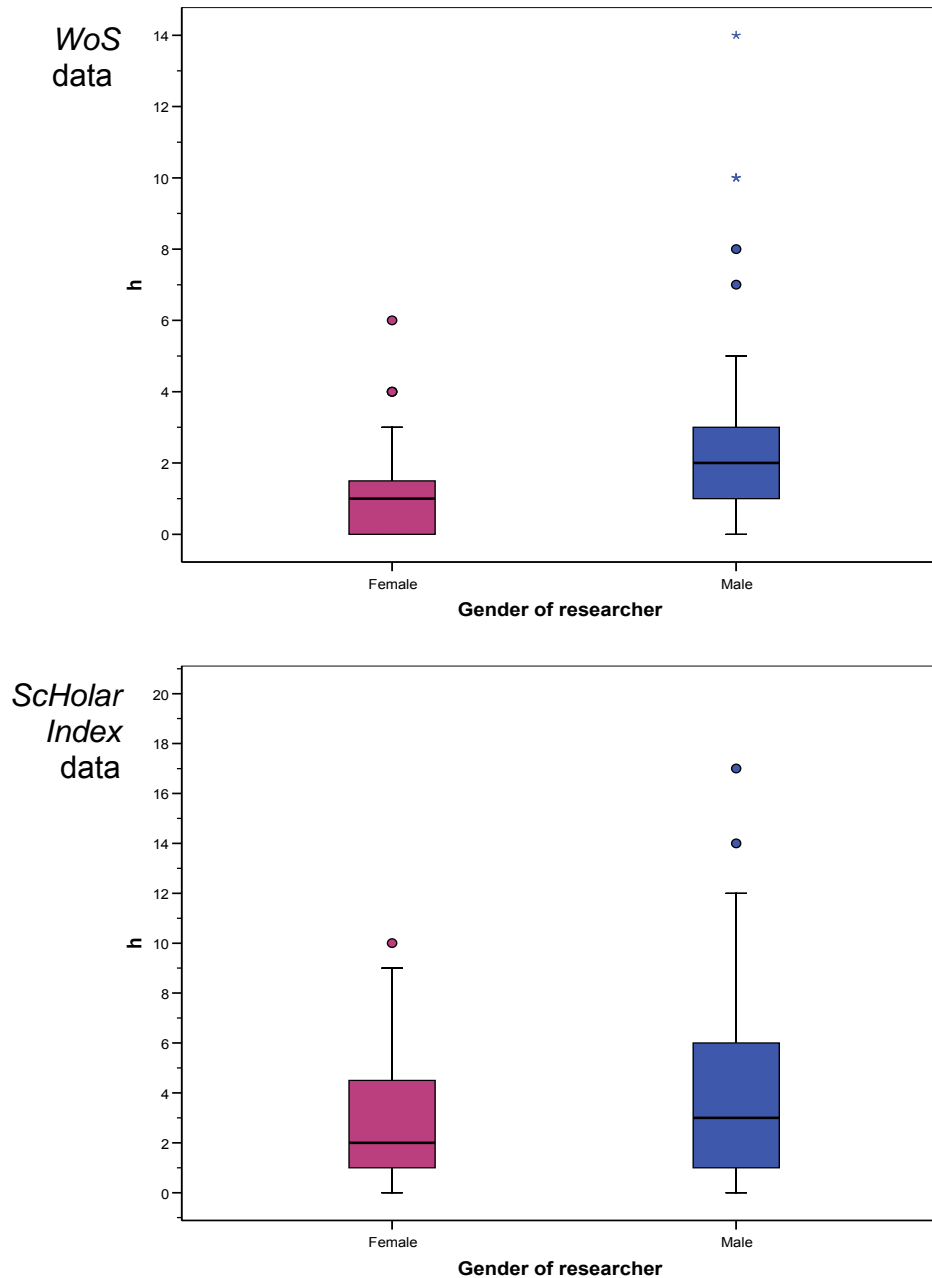 WoS
data
14
12
10
8
6
4
2
0
h
Female
Male
Gender of researcher
ScHolar
Index
data
20
18
16
14
12
10
8
6
4
2
0
h
Female
Male
Gender of researcher